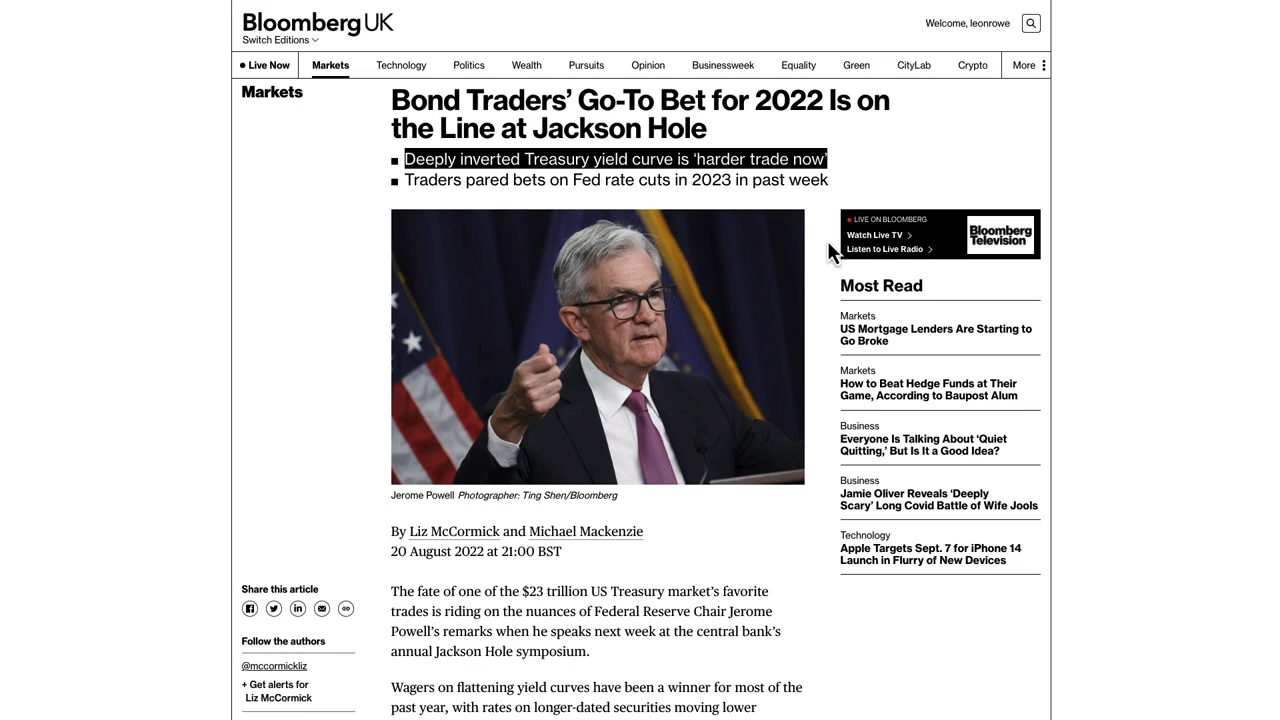 Bloomberg UK
Switch Editions
Welcome, leonrowe
Live Now
Markets
Technology
Politics
Wealth
Pursuits
Opinion
Businessweek
Equality
Green
CityLab
Crypto
More
Markets
Bond Traders’ Go-To Bet for 2022 Is on
the Line at Jackson Hole
Deeply inverted Treasury yield curve is ‘harder trade now’
Traders pared bets on Fed rate cuts in 2023 in past week
Jerome Powell Photographer: Ting Shen/Bloomberg
By Liz McCormick and Michael Mackenzie
20 August 2022 at 21:00 BST
Share this article
Follow the authors
@mccormickliz
+ Get alerts for
Liz McCormick
The fate of one of the $23 trillion US Treasury market’s favorite
trades is riding on the nuances of Federal Reserve Chair Jerome
Powell’s remarks when he speaks next week at the central bank’s
annual Jackson Hole symposium.
Wagers on flattening yield curves have been a winner for most of the
past year, with rates on longer-dated securities moving lower
LIVE ON BLOOMBERG
Watch Live TV
Listen to Live Radio
Bloomberg
Television
Most Read
Markets
US Mortgage Lenders Are Starting to
Go Broke
Markets
How to Beat Hedge Funds at Their
Game, According to Baupost Alum
Business
Everyone Is Talking About ‘Quiet
Quitting,’ But Is It a Good Idea?
Business
Jamie Oliver Reveals ‘Deeply
Scary’ Long Covid Battle of Wife Jools
Technology
Apple Targets Sept. 7 for iPhone 14
Launch in Flurry of New Devices